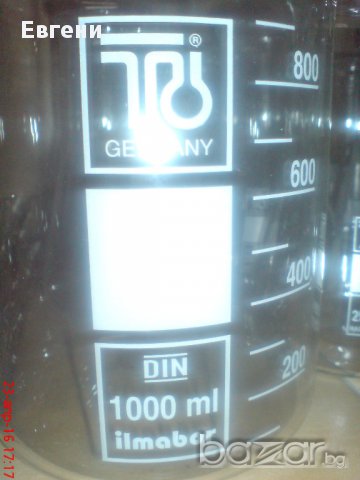 Евгени
®
GERMANY
800
600
400
200
DIN
1000 ml
ilmabor
bazar.bg